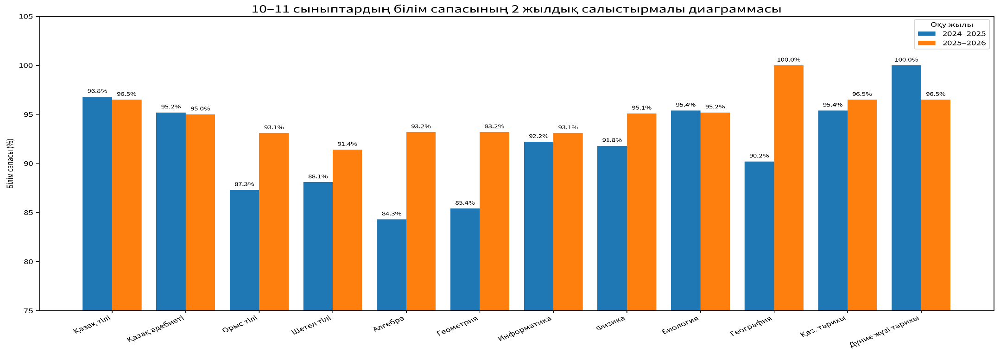 10–11 сыныптардың білім сапасының 2 жылдық салыстырмалы диаграммасы
Оқу жылы
2024–2025
2025–2026
Білім сапасы (%)
105
100
95
90
85
80
75
96.8% 96.5%
95.2% 95.0%
87.3% 93.1%
88.1% 91.4%
84.3% 93.2%
85.4% 93.2%
92.2% 93.1%
91.8% 95.1%
95.4% 95.2%
90.2% 100.0%
95.4% 96.5%
100.0% 96.5%
Қазақ тілі
Қазақ әдебиеті
Орыс тілі
Шетел тілі
Алгебра
Геометрия
Информатика
Физика
Биология
География
Қаз. тарихы
Дүние жүзі тарихы